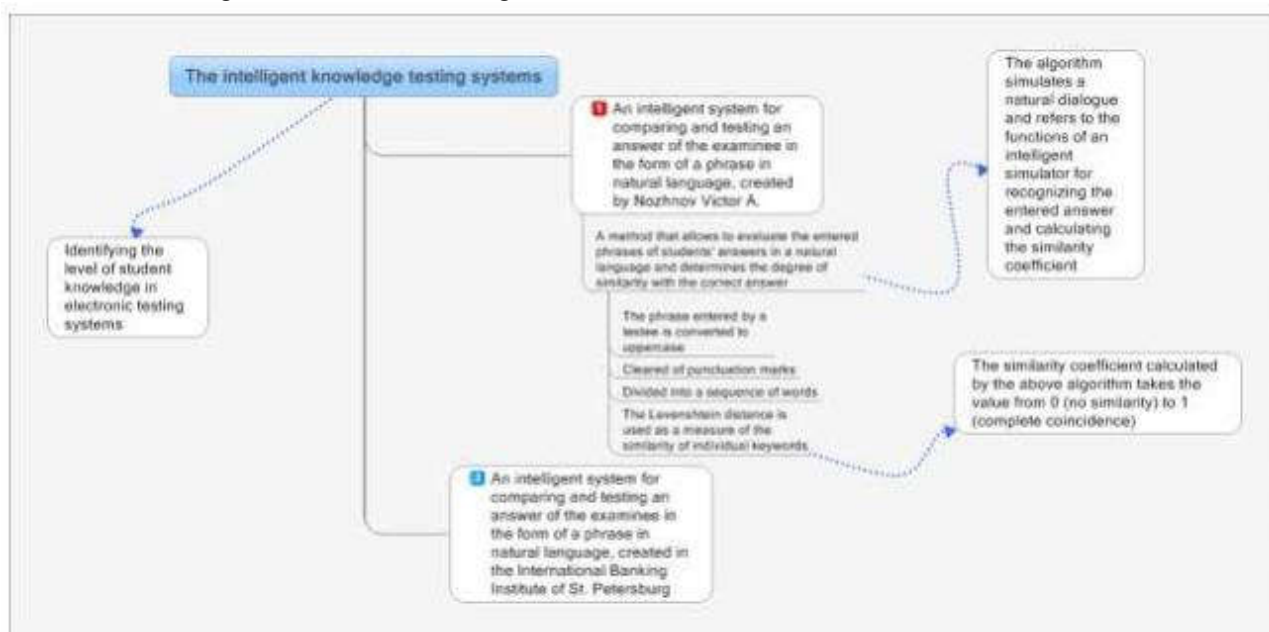 The intelligent knowledge testing systems
1 An intelligent system for
comparing and testing an
answer of the examinee in
the form of a phrase in
natural language, created
by Nozhnov Victor A.
A method that allows to evaluate the entered
phrases of students' answers in a natural
language and determines the degree of
similarity with the correct answer
The phrase entered by a
testee is converted to
uppercase
Cleared of punctuation marks
Divided into a sequence of words
The Levenshtein distance is
used as a measure of the
similarity of individual keywords
2 An intelligent system for
comparing and testing an
answer of the examinee in
the form of a phrase in
natural language, created in
the International Banking
Institute of St. Petersburg
Identifying the
level of student
knowledge in
electronic testing
systems
The algorithm
simulates a
natural dialogue
and refers to the
functions of an
intelligent
simulator for
recognizing the
entered answer
and calculating
the similarity
coefficient
The similarity coefficient calculated
by the above algorithm takes the
value from 0 (no similarity) to 1
(complete coincidence)